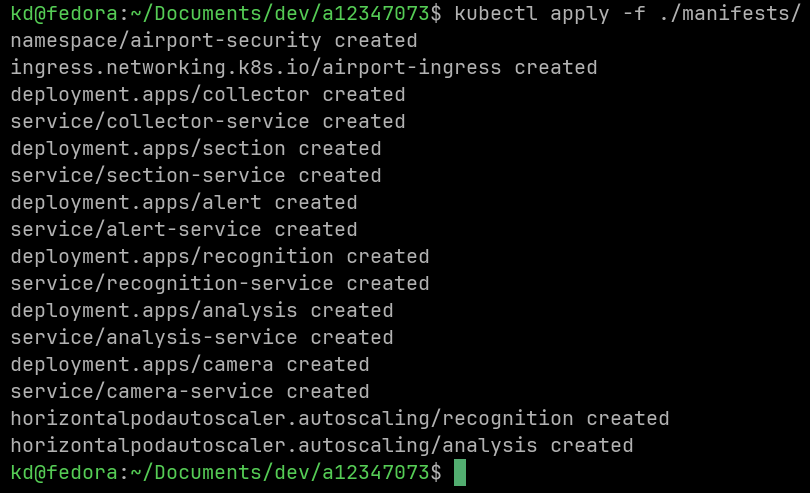 kd@fedora:~/Documents/dev/a12347073$ kubectl apply -f ./manifests/
namespace/airport-security created
ingress.networking.k8s.io/airport-ingress created
deployment.apps/collector created
service/collector-service created
deployment.apps/section created
service/section-service created
deployment.apps/alert created
service/alert-service created
deployment.apps/recognition created
service/recognition-service created
deployment.apps/analysis created
service/analysis-service created
deployment.apps/camera created
service/camera-service created
horizontalpodautoscaler.autoscaling/recognition created
horizontalpodautoscaler.autoscaling/analysis created
kd@fedora:~/Documents/dev/a12347073$